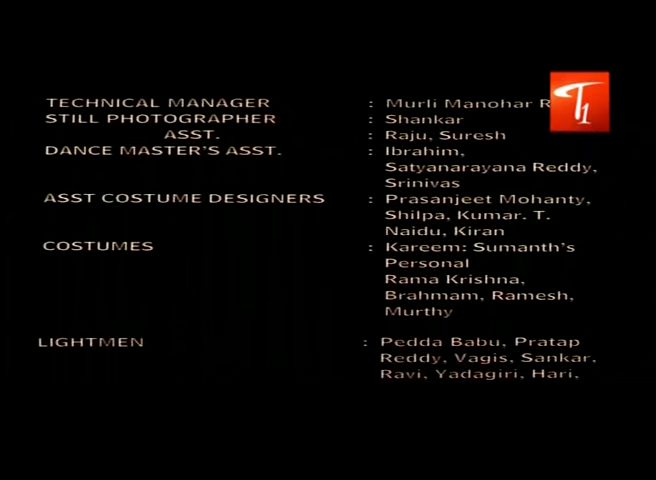 TECHNICAL MANAGER : Murli Manohar R
STILL PHOTOGRAPHER : Shankar
ASST. : Raju, Suresh
DANCE MASTER'S ASST. : Ibrahim,
Satyanarayana Reddy,
Srinivas
ASST COSTUME DESIGNERS : Prasanjeet Mohanty,
Shilpa, Kumar. T.
Naidu, Kiran
COSTUMES : Kareem: Sumanth's
Personal
Rama Krishna,
Brahmam, Ramesh,
Murthy
LIGHTMEN : Pedda Babu, Pratap
Reddy, Vagis, Sankar,
Ravi, Yadagiri, Hari,
T1